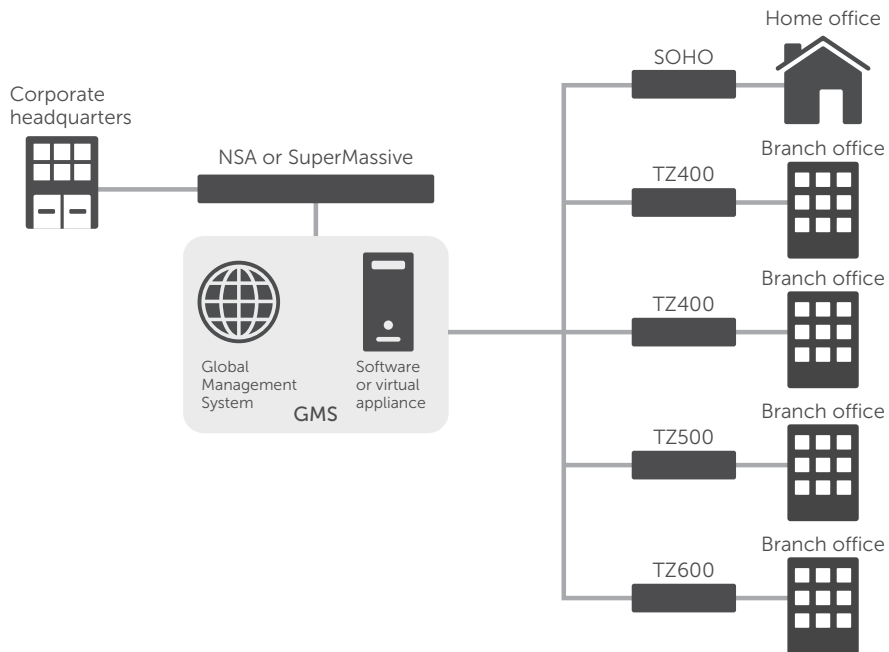 Corporate
headquarters
NSA or SuperMassive
Global
Management
System
Software
or virtual
appliance
GMS
SOHO
Home office
TZ400
Branch office
TZ400
Branch office
TZ500
Branch office
TZ600
Branch office